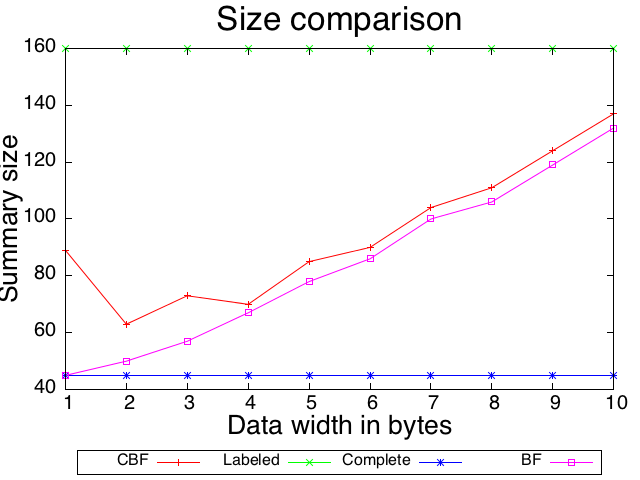 Size comparison
160
140
120
100
80
60
40
Summary size
1 2 3 4 5 6 7 8 9 10
Data width in bytes
CBF Labeled Complete BF